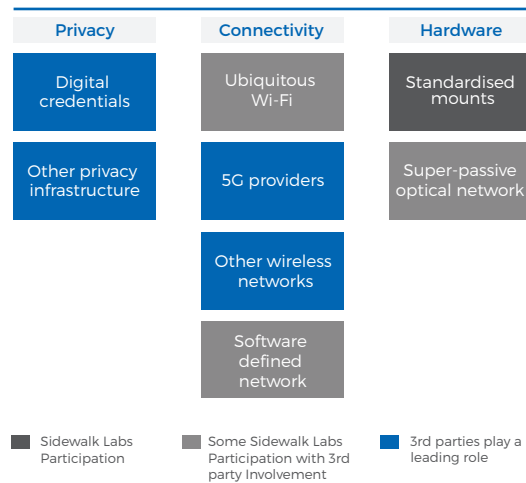 Privacy
Connectivity
Hardware
Digital
credentials
Ubiquitous
Wi-Fi
Standardised
mounts
Other privacy
infrastructure
5G providers
Super-passive
optical network
Other wireless
networks
Software
defined
network
Sidewalk Labs
Participation
Some Sidewalk Labs
Participation with 3rd
party Involvement
3rd parties play a
leading role